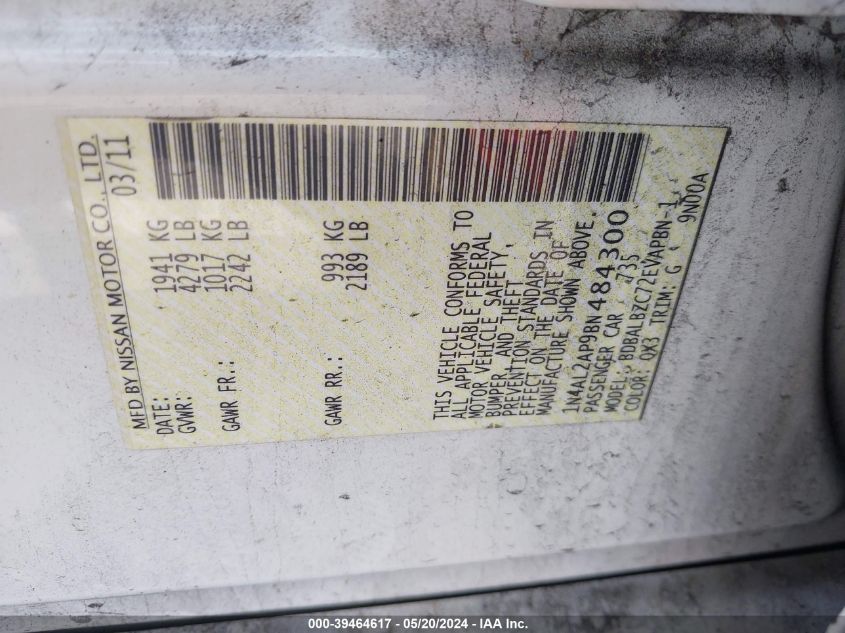 MFD BY NISSAN MOTOR CO., LTD.
DATE: 03/11
GVWR: 1941 KG
4279 LB
GAWR FR.: 1017 KG
2242 LB
GAWR RR.: 993 KG
2189 LB
THIS VEHICLE CONFORMS TO
ALL APPLICABLE FEDERAL
MOTOR VEHICLE SAFETY,
BUMPER, AND THEFT
PREVENTION STANDARDS IN
EFFECT ON THE DATE OF
MANUFACTURE SHOWN ABOVE.
1N4AL2AP9BN484300
PASSENGER CAR 4735
MODEL: BDBALBZC72EVAPBN-1
COLOR: QX3 TRIM: G 9N00A
000-39464617 - 05/20/2024 - IAA Inc.